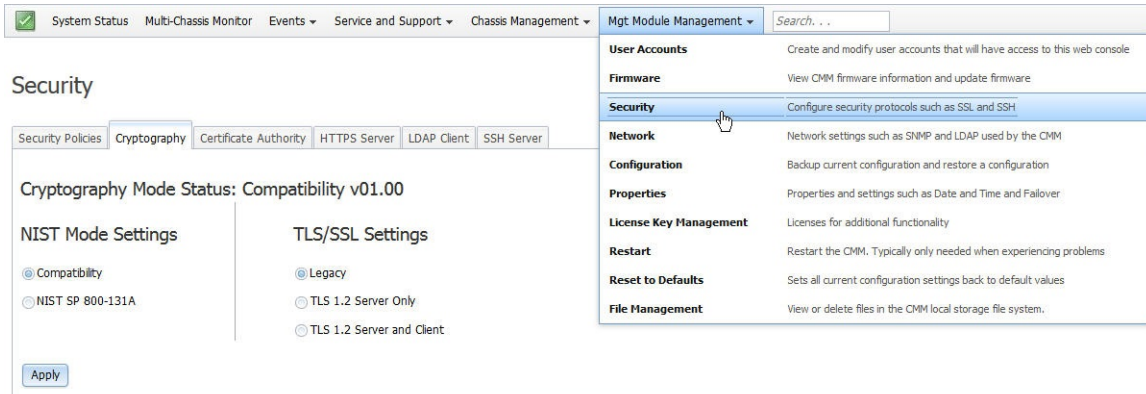 System Status Multi-Chassis Monitor Events Service and Support Chassis Management Mgt Module Management Search. . .
Security
Security Policies Cryptography Certificate Authority HTTPS Server LDAP Client SSH Server
Cryptography Mode Status: Compatibility v01.00
NIST Mode Settings
Compatibility
NIST SP 800-131A
TLS/SSL Settings
Legacy
TLS 1.2 Server Only
TLS 1.2 Server and Client
Apply
User Accounts Create and modify user accounts that will have access to this web console
Firmware View CMM firmware information and update firmware
Security Configure security protocols such as SSL and SSH
Network Network settings such as SNMP and LDAP used by the CMM
Configuration Backup current configuration and restore a configuration
Properties Properties and settings such as Date and Time and Failover
License Key Management Licenses for additional functionality
Restart Restart the CMM. Typically only needed when experiencing problems
Reset to Defaults Sets all current configuration settings back to default values
File Management View or delete files in the CMM local storage file system.